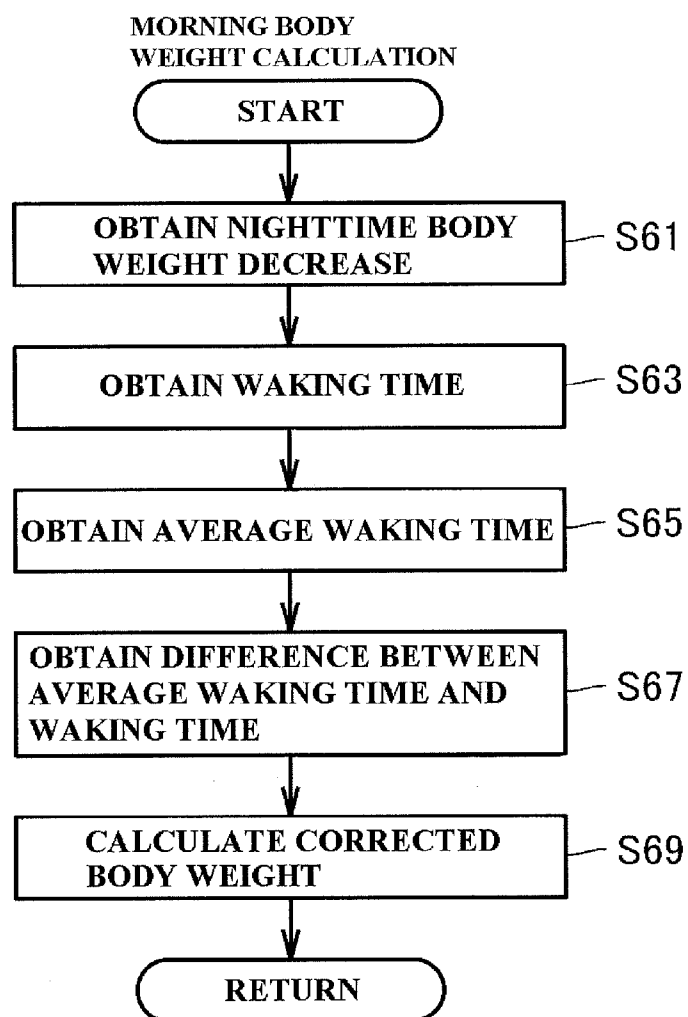 MORNING BODY
WEIGHT CALCULATION
START
OBTAIN NIGHTTIME BODY
WEIGHT DECREASE
S61
OBTAIN WAKING TIME
S63
OBTAIN AVERAGE WAKING TIME
S65
OBTAIN DIFFERENCE BETWEEN
AVERAGE WAKING TIME AND
WAKING TIME
S67
CALCULATE CORRECTED
BODY WEIGHT
S69
RETURN